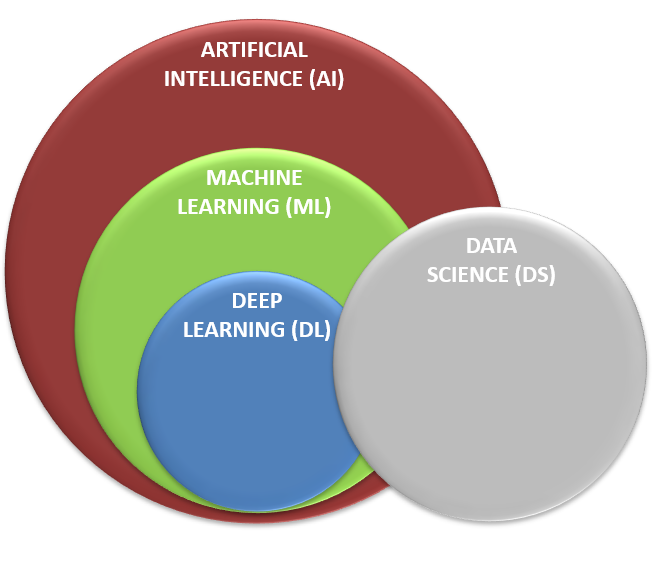 ARTIFICIAL
INTELLIGENCE (AI)
MACHINE
LEARNING (ML)
DATA
SCIENCE (DS)
DEEP
LEARNING (DL)